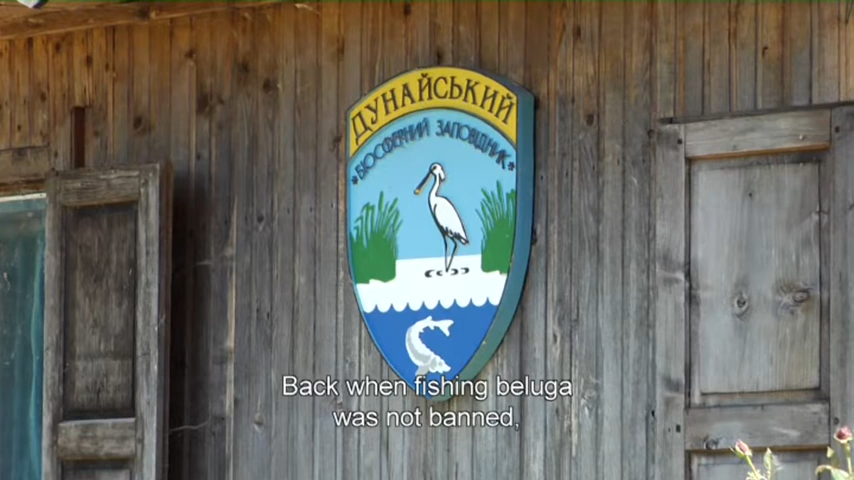 ДУНАЙСЬКИЙ
*БІОСФЕРНИЙ ЗАПОВІДНИК*
Back when fishing beluga
was not banned,